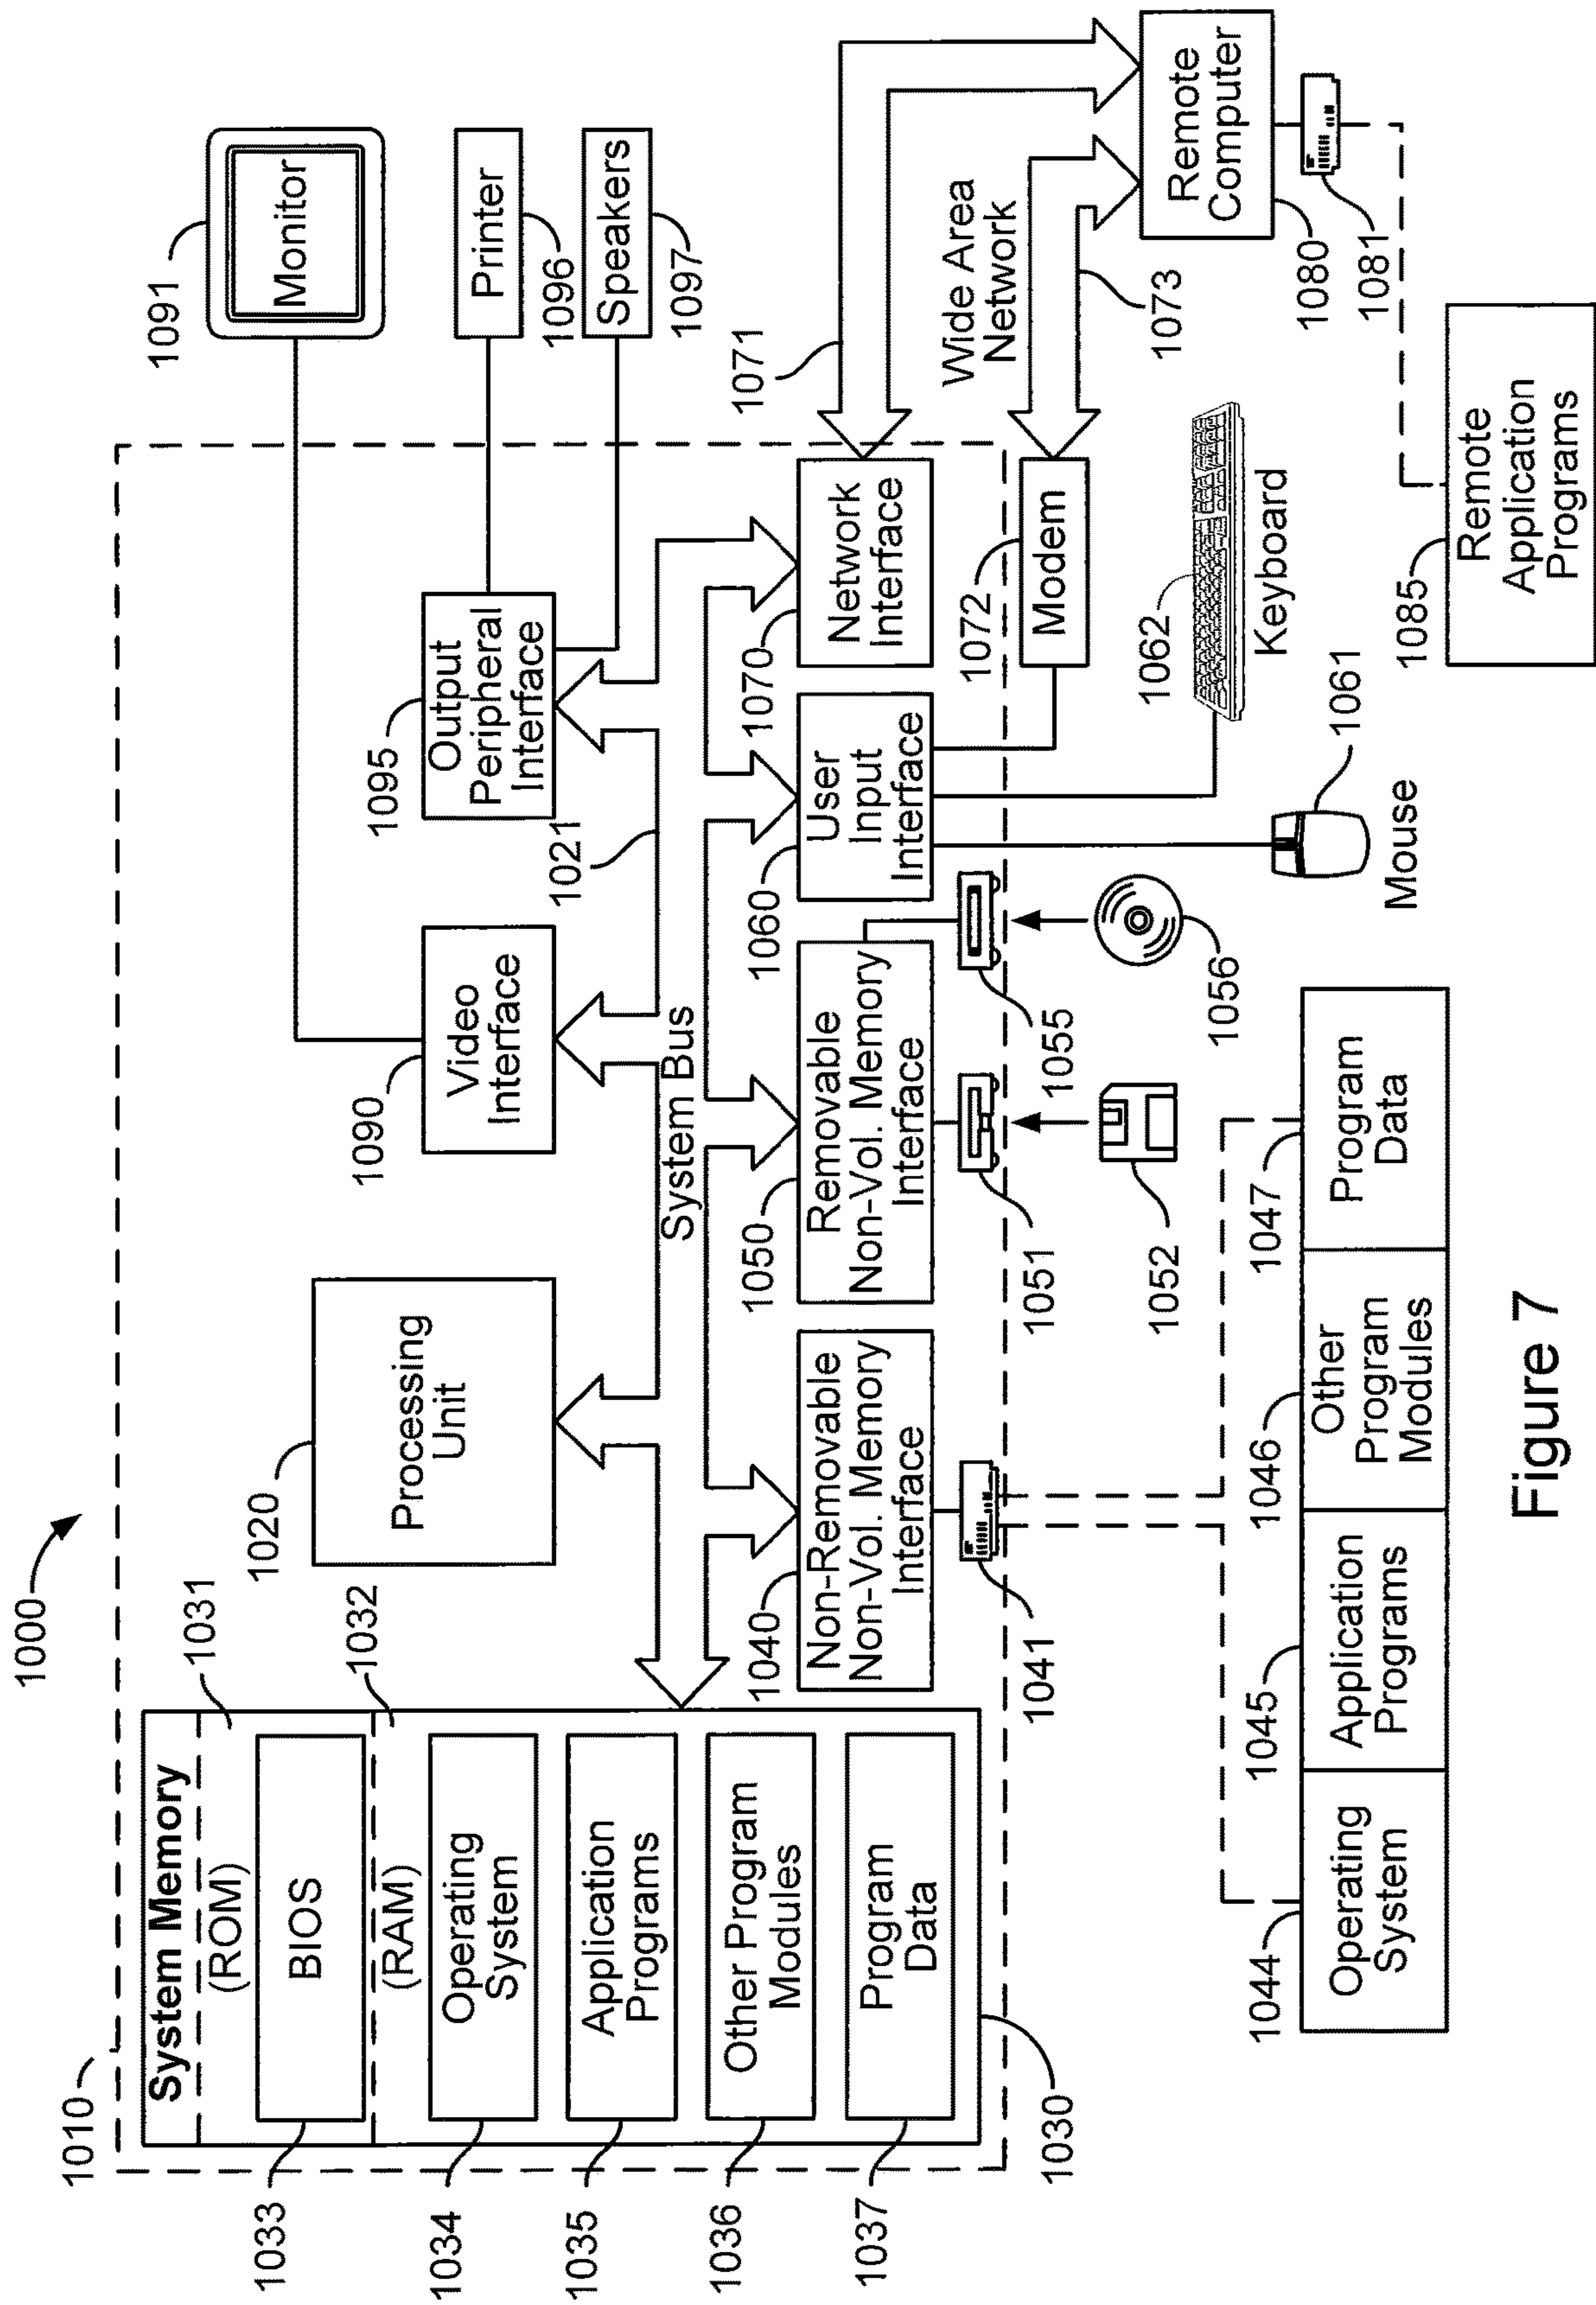 1000
1010
System Memory
(ROM)
1031
BIOS
1033
(RAM)
1032
Operating
System
1034
Application
Programs
1035
Other Program
Modules
1036
Program
Data
1037
1030
1020
Processing
Unit
1090
Video
Interface
1095
Output
Peripheral
Interface
1091
Monitor
Printer
1096
Speakers
1097
1021
System Bus
1040
Non-Removable
Non-Vol. Memory
Interface
1050
Removable
Non-Vol. Memory
Interface
1060
User
Input
Interface
1070
Network
Interface
1071
1041
1051
1055
1072
Modem
Wide Area
Network
1073
Remote
Computer
1080
1081
1052
1056
1062
Keyboard
1061
Mouse
1044
Operating
System
1045
Application
Programs
1046
Other
Program
Modules
1047
Program
Data
1085
Remote
Application
Programs
Figure 7